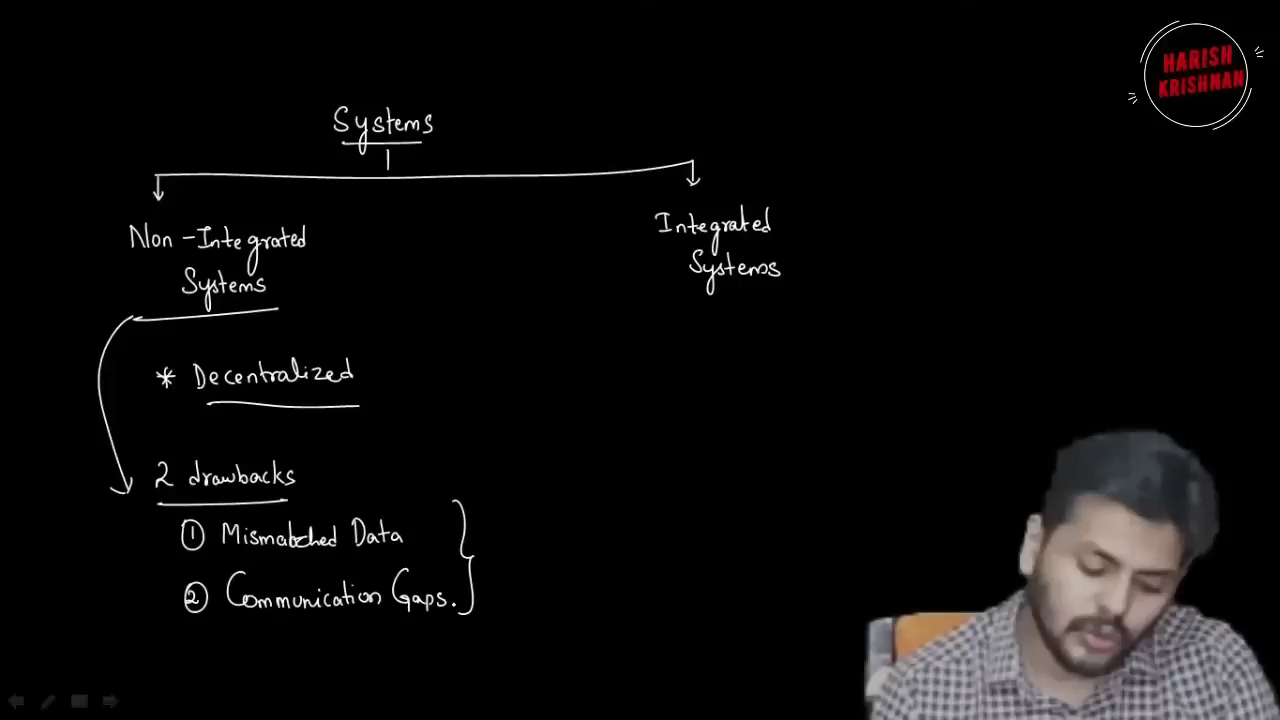 HARISH
KRISHNAN
Systems
Non-Integrated
Systems
Integrated
Systems
* Decentralized
2 drawbacks
① Mismatched Data
② Communication Gaps.